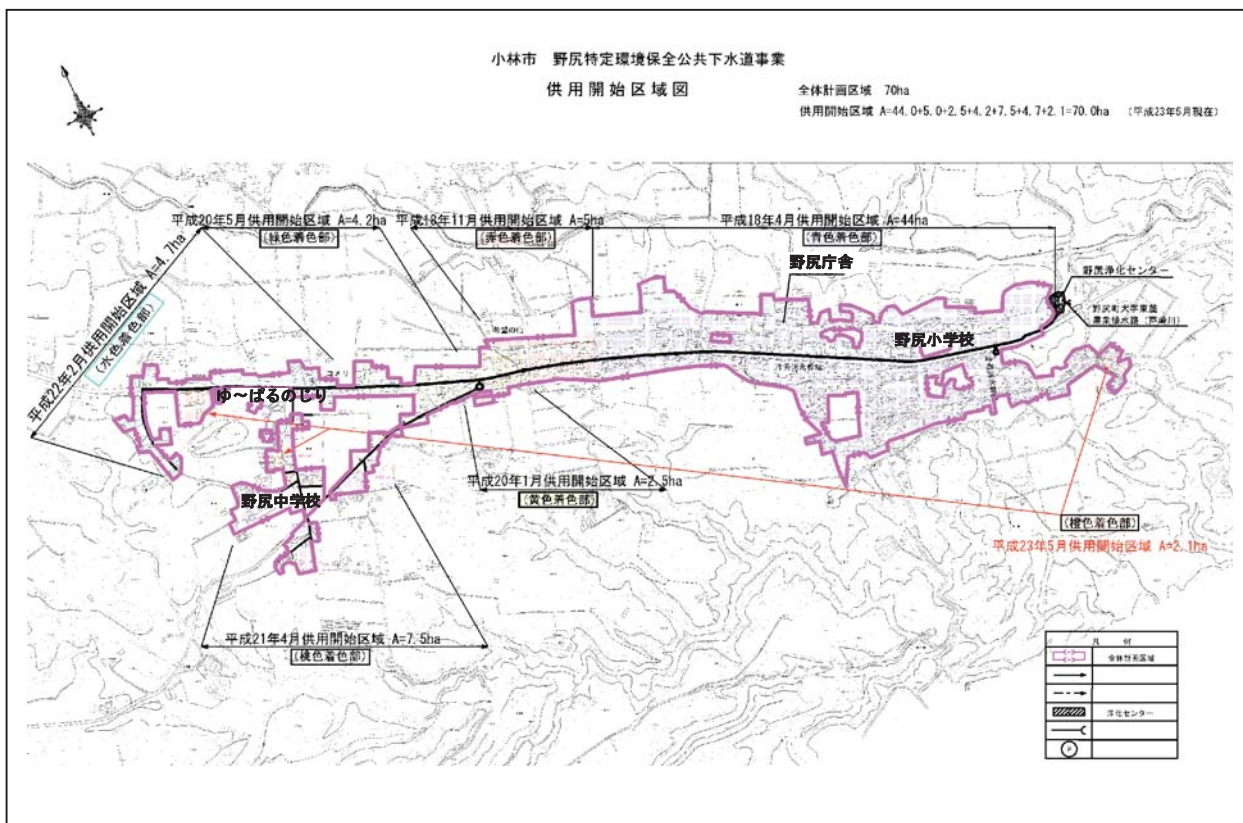 小林市　野尻特定環境保全公共下水道事業
供用開始区域図
全体計画区域　70ha
供用開始区域 A=44.0+5.0+2.5+4.2+7.5+4.7+2.1=70.0ha　（平成23年5月現在）
平成20年5月供用開始区域 A=4.2ha
(緑色着色部)
平成18年11月供用開始区域 A=5ha
(赤色着色部)
平成18年4月供用開始区域 A=44ha
(青色着色部)
平成22年2月供用開始区域 A=4.7ha
(水色着色部)
野尻庁舎
野尻浄化センター
野尻小学校
コメリ
ゆ～ぱるのじり
野尻中学校
平成20年1月供用開始区域 A=2.5ha
(黄色着色部)
(橙色着色部)
平成23年5月供用開始区域 A=2.1ha
平成21年4月供用開始区域 A=7.5ha
(桃色着色部)
凡　例
全体計画区域
浄化センター
P